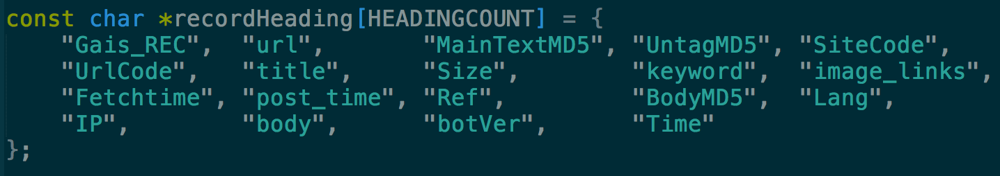 const char *recordHeading[HEADINGCOUNT] = {
    "Gais_REC",  "url",       "MainTextMD5", "UntagMD5", "SiteCode",
    "UrlCode",   "title",     "Size",        "keyword",  "image_links",
    "Fetchtime", "post_time", "Ref",         "BodyMD5",  "Lang",
    "IP",        "body",      "botVer",      "Time"
};